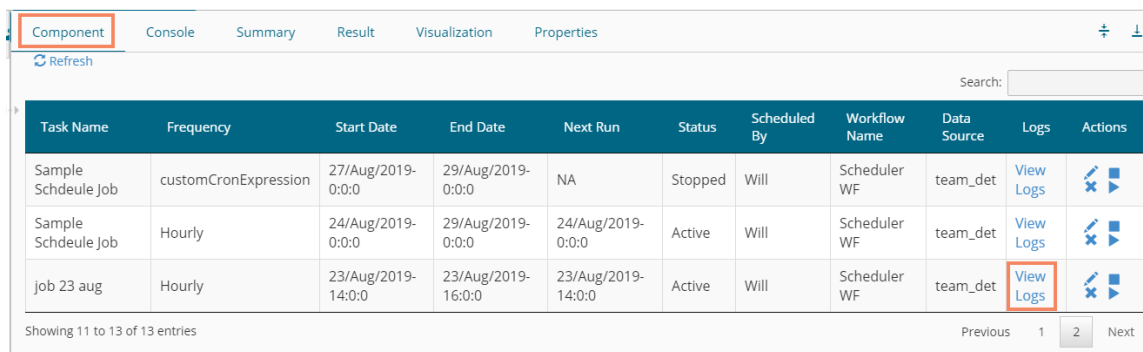 Component Console Summary Result Visualization Properties
Refresh
Search:
Task Name Frequency Start Date End Date Next Run Status Scheduled By Workflow Name Data Source Logs Actions
Sample Schdeule Job customCronExpression 27/Aug/2019-0:0:0 29/Aug/2019-0:0:0 NA Stopped Will Scheduler WF team_det View Logs
Sample Schdeule Job Hourly 24/Aug/2019-0:0:0 29/Aug/2019-0:0:0 24/Aug/2019-0:0:0 Active Will Scheduler WF team_det View Logs
job 23 aug Hourly 23/Aug/2019-14:0:0 23/Aug/2019-16:0:0 23/Aug/2019-14:0:0 Active Will Scheduler WF team_det View Logs
Showing 11 to 13 of 13 entries Previous 1 2 Next